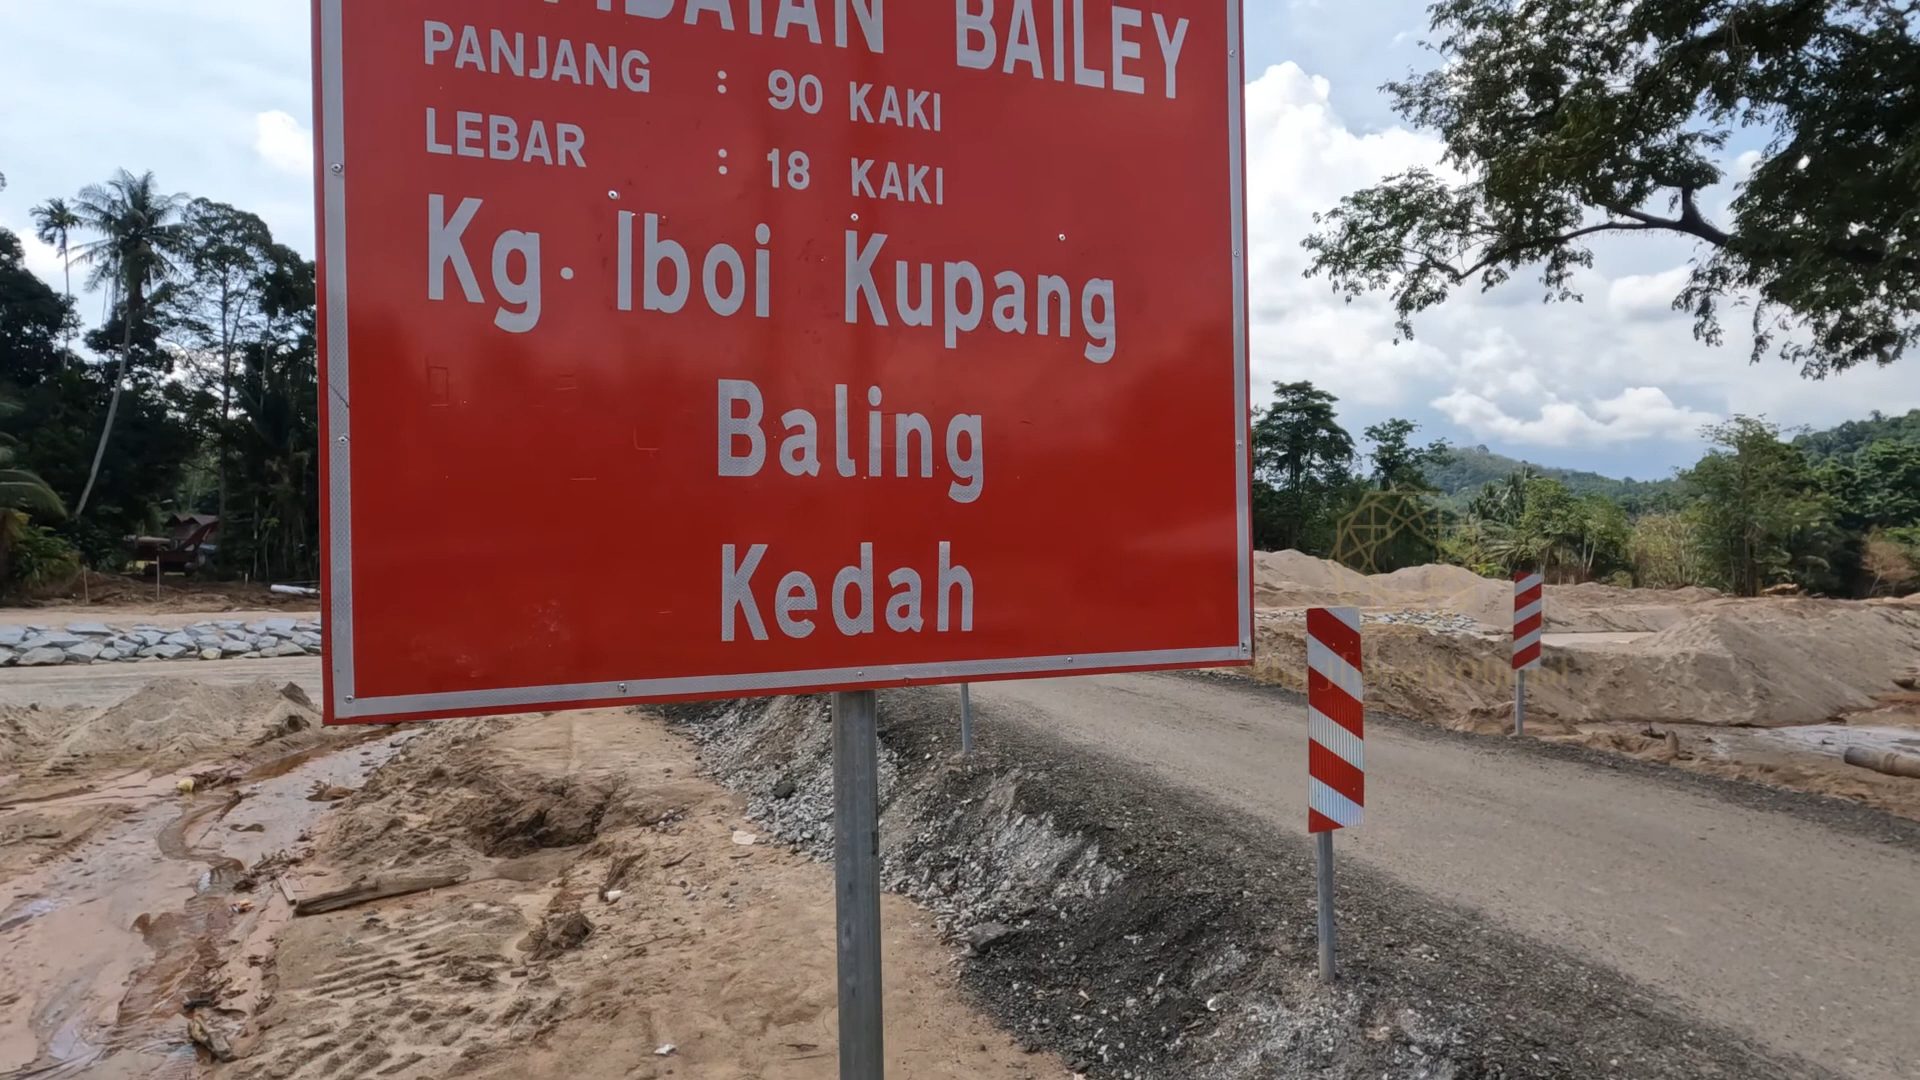 BAILEY
PANJANG : 90 KAKI
LEBAR : 18 KAKI
Kg. Iboi Kupang
Baling
Kedah